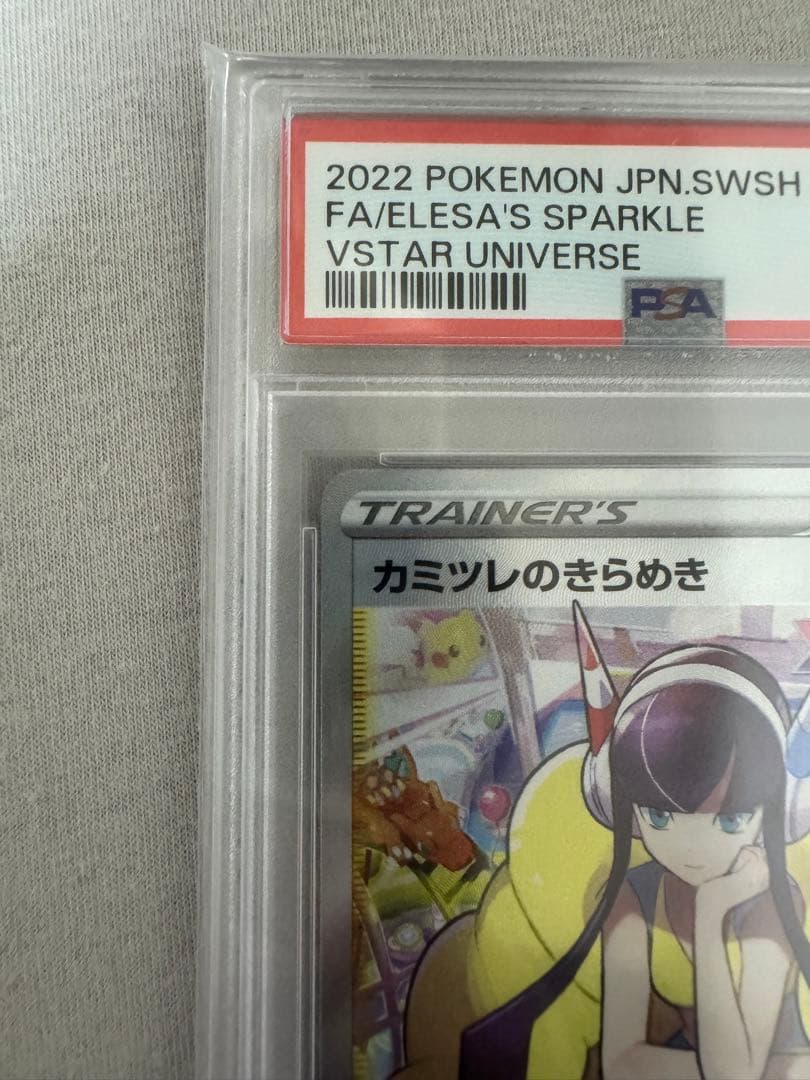 2022 POKEMON JPN.SWSH
FA/ELESA'S SPARKLE
VSTAR UNIVERSE
PSA
TRAINER'S
カミツレのきらめき